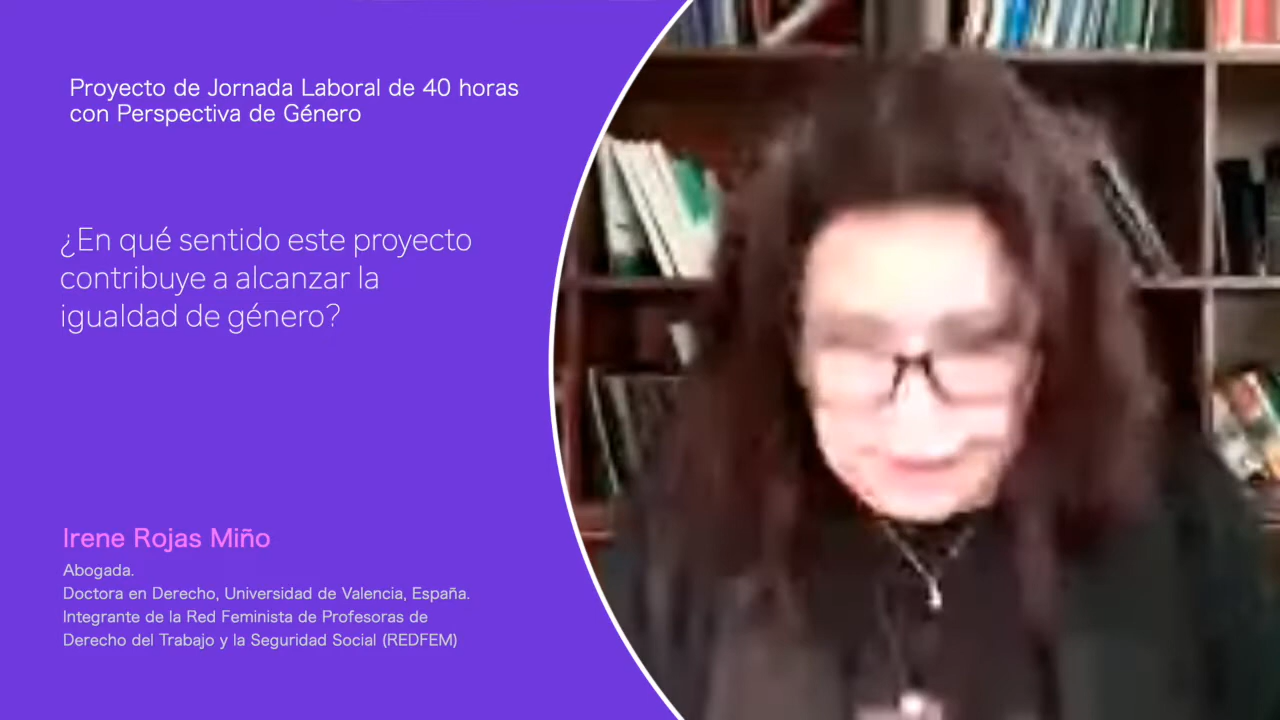 Proyecto de Jornada Laboral de 40 horas
con Perspectiva de Género
¿En qué sentido este proyecto
contribuye a alcanzar la
igualdad de género?
Irene Rojas Miño
Abogada.
Doctora en Derecho, Universidad de Valencia, España.
Integrante de la Red Feminista de Profesoras de
Derecho del Trabajo y la Seguridad Social (REDFEM)